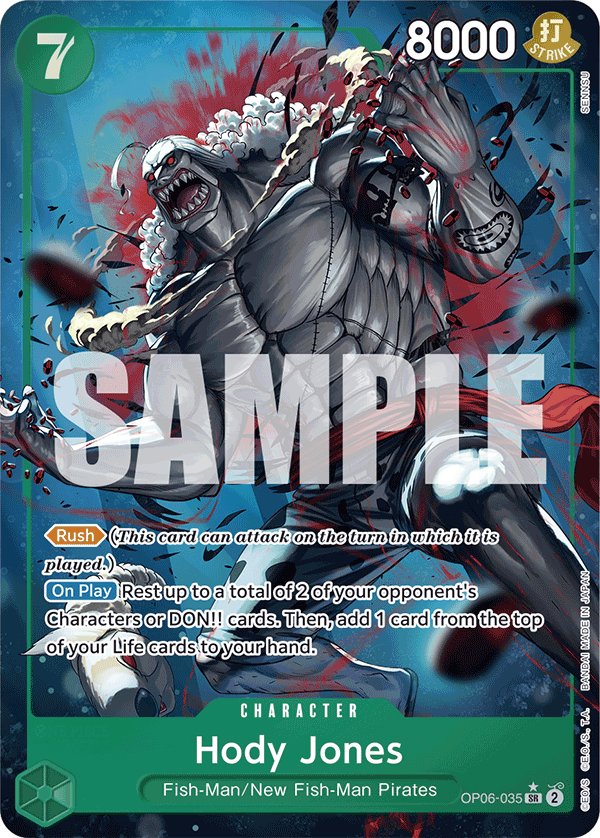 7
8000
打
STRIKE
SENNSU
SAMPLE
Rush (This card can attack on the turn in which it is
played.)
On Play Rest up to a total of 2 of your opponent's
Characters or DON!! cards. Then, add 1 card from the top
of your Life cards to your hand.
CHARACTER
Hody Jones
Fish-Man/New Fish-Man Pirates
OP06-035 SR 2
©E.O/S ©E.O./S., T.A. BANDAI MADE IN JAPAN